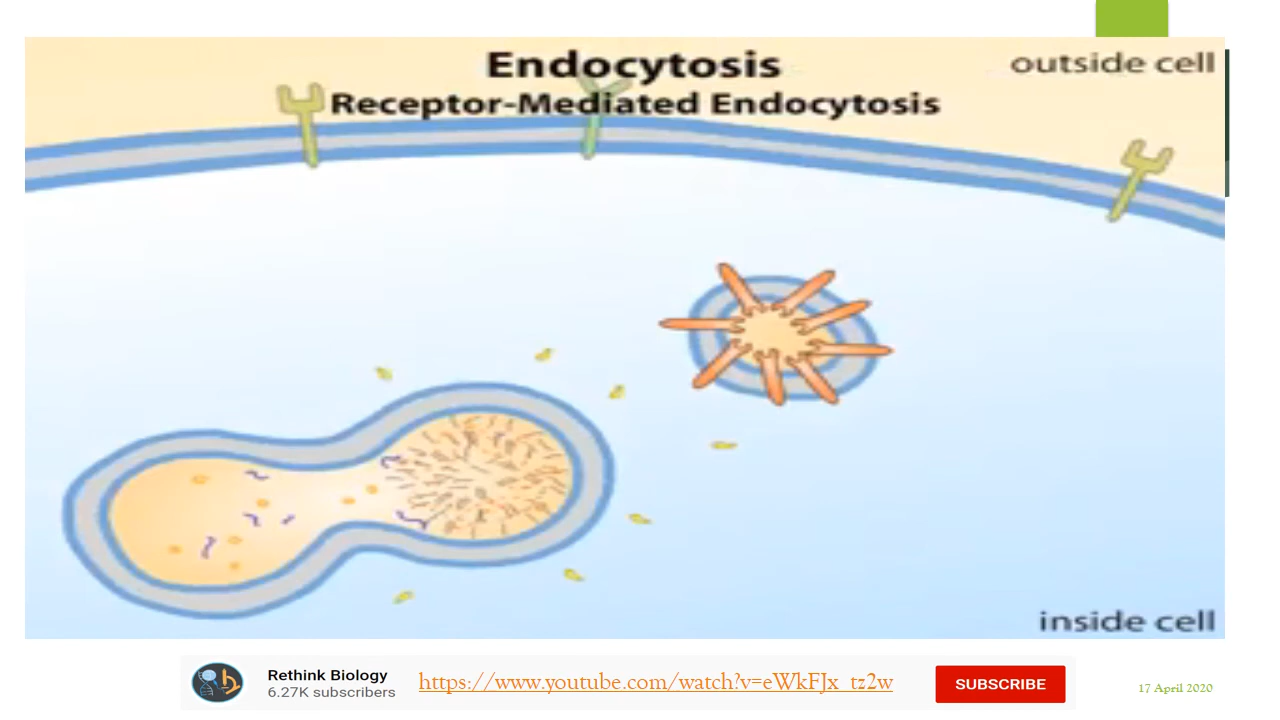 Endocytosis
outside cell
Receptor-Mediated Endocytosis
inside cell
Rethink Biology
6.27K subscribers
https://www.youtube.com/watch?v=eWkFJx_tz2w
SUBSCRIBE
17 April 2020